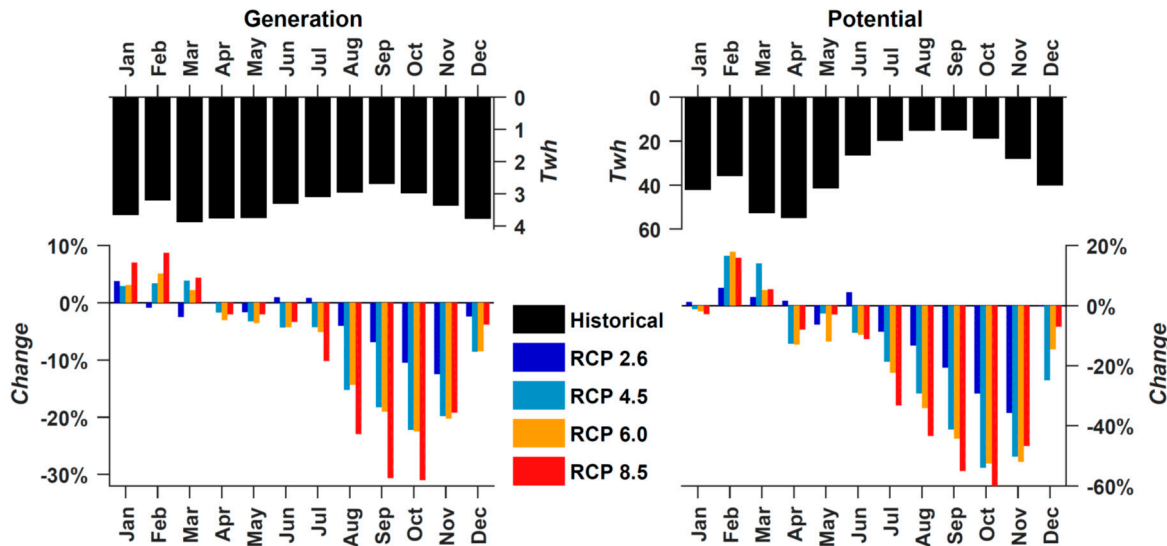 Generation
Potential
Jan Feb Mar Apr May Jun Jul Aug Sep Oct Nov Dec
Jan Feb Mar Apr May Jun Jul Aug Sep Oct Nov Dec
0
1
2
3
4
Twh
Twh
0
20
40
60
10%
0%
-10%
-20%
-30%
Change
Historical
RCP 2.6
RCP 4.5
RCP 6.0
RCP 8.5
20%
0%
-20%
-40%
-60%
Change
Jan Feb Mar Apr May Jun Jul Aug Sep Oct Nov Dec
Jan Feb Mar Apr May Jun Jul Aug Sep Oct Nov Dec